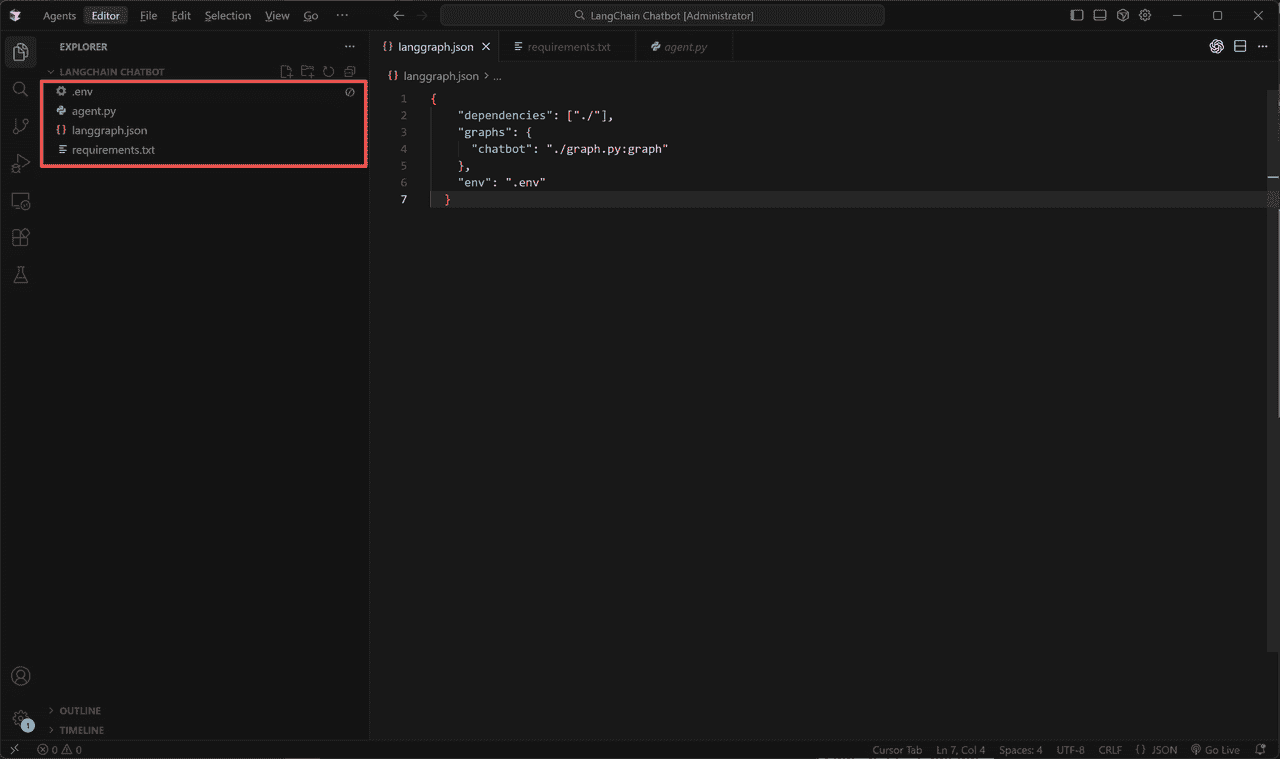 Agents Editor File Edit Selection View Go ··· LangChain Chatbot [Administrator]
EXPLORER ···
LANGCHAIN CHATBOT
.env
agent.py
langgraph.json
requirements.txt
OUTLINE
TIMELINE
langgraph.json requirements.txt agent.py
{} langgraph.json > ...
1 {
2 "dependencies": ["./"],
3 "graphs": {
4 "chatbot": "./graph.py:graph"
5 },
6 "env": ".env"
7 }
1
0 0 Cursor Tab Ln 7, Col 4 Spaces: 4 UTF-8 CRLF {} JSON Go Live